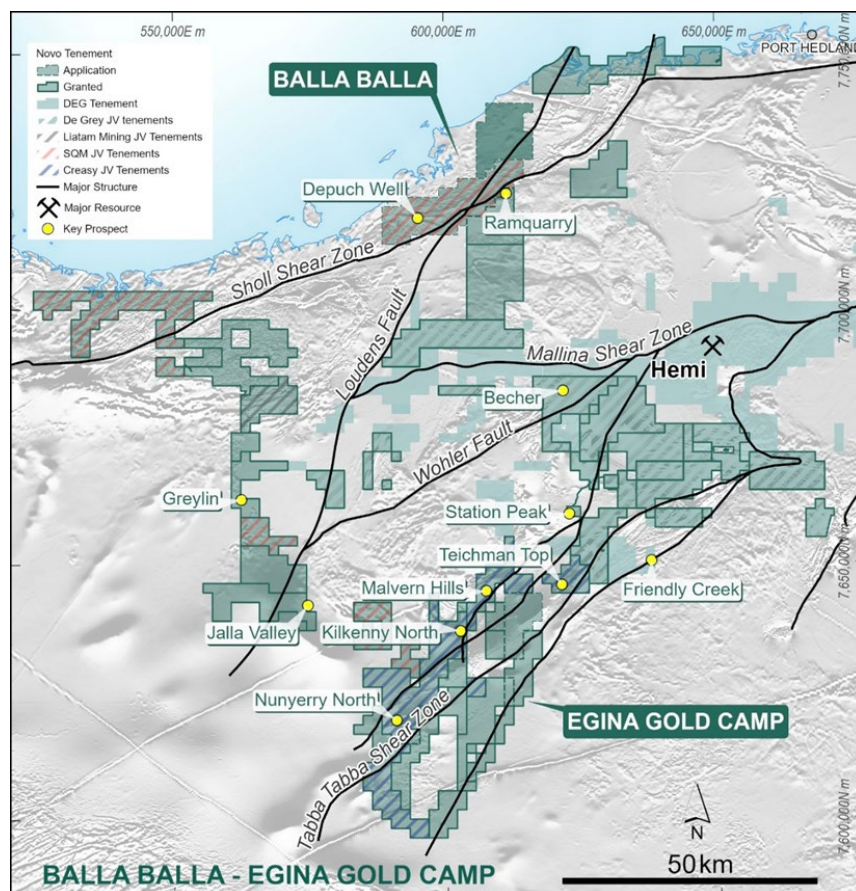 550,000E m
600,000E m
650,000E m
PORT HEDLAND
7,750,000N m
Novo Tenement
Application
Granted
DEG Tenement
De Grey JV tenements
Liatam Mining JV Tenements
SQM JV Tenements
Creasy JV Tenements
Major Structure
Major Resource
Key Prospect
BALLA BALLA
Depuch Well
Ramquarry
Sholl Shear Zone
Loudens Fault
7,700,000N m
Mallina Shear Zone
Hemi
Becher
Wohler Fault
Greylin
Station Peak
Teichman Top
7,650,000N m
Malvern Hills
Friendly Creek
Jalla Valley
Kilkenny North
Nunyerry North
EGINA GOLD CAMP
Tabba Tabba Shear Zone
7,600,000N m
N
BALLA BALLA - EGINA GOLD CAMP
50km